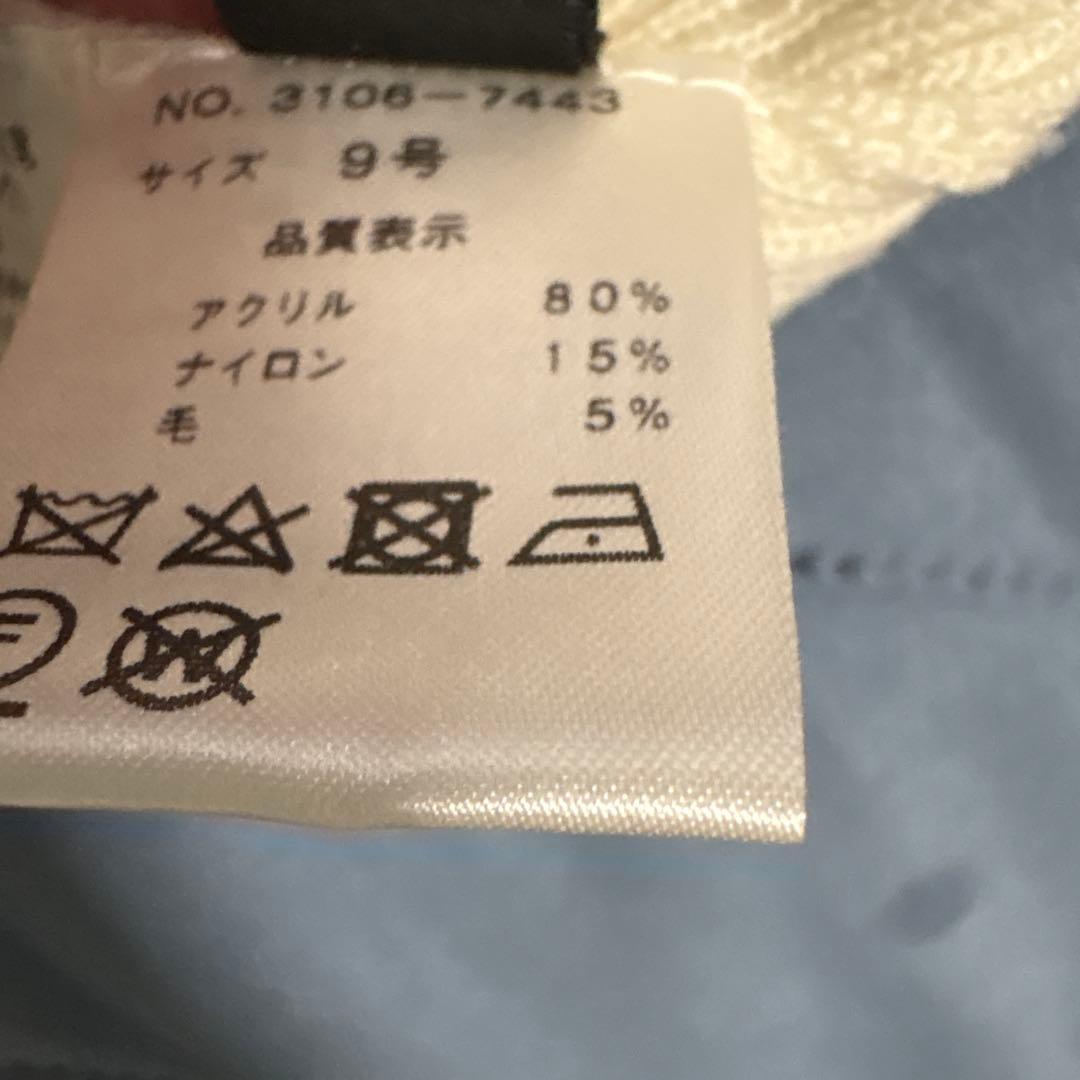 NO. 3106-7443
サイズ 9号
品質表示
アクリル 80%
ナイロン 15%
毛 5%
W